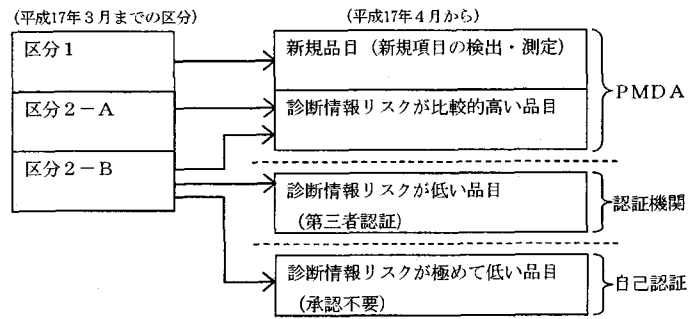 (平成17年3月までの区分)
(平成17年4月から)
区分1
新規品目(新規項目の検出・測定)
区分2-A
診断情報リスクが比較的高い品目
PMDA
区分2-B
診断情報リスクが低い品目
(第三者認証)
認証機関
診断情報リスクが極めて低い品目
(承認不要)
自己認証